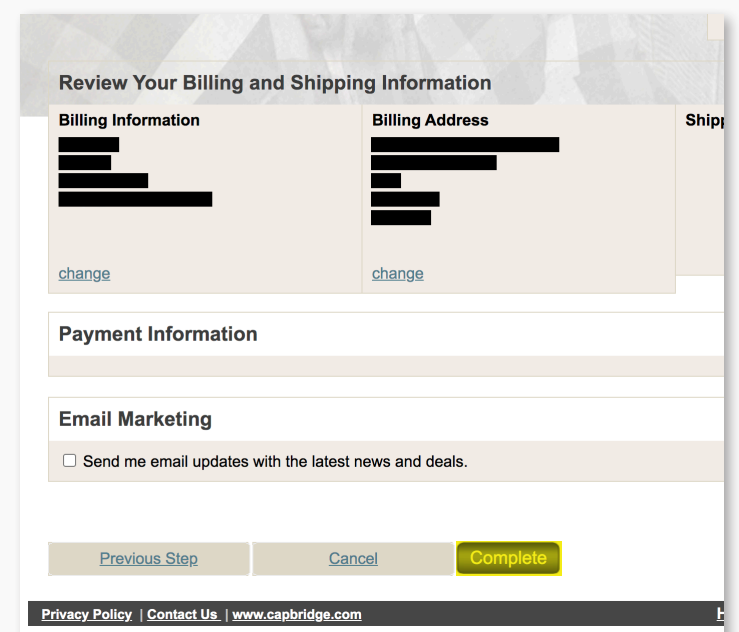 Review Your Billing and Shipping Information
Billing Information
Billing Address
change
change
Payment Information
Email Marketing
Send me email updates with the latest news and deals.
Previous Step
Cancel
Complete
Privacy Policy | Contact Us | www.capbridge.com